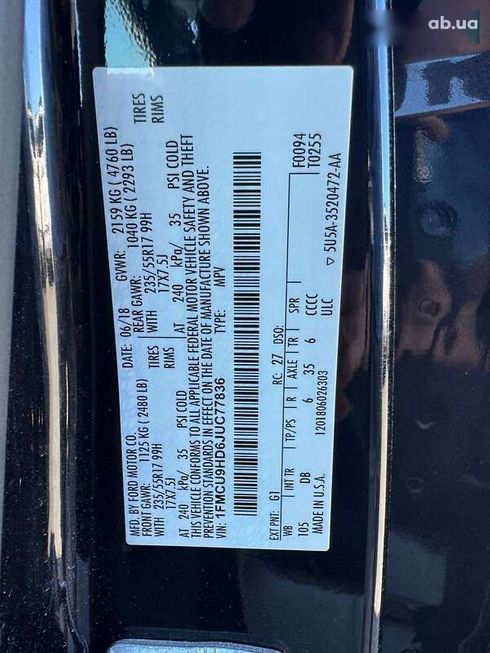 ab.ua
MFD. BY FORD MOTOR CO.
DATE: 06/18 GVWR: 2159 KG ( 4760 LB)
FRONT GAWR: 1125 KG (2480 LB) REAR GAWR: 1040 KG ( 2293 LB)
WITH 235/55R17 99H TIRES WITH 235/55R17 99H TIRES
17X7.5J RIMS 17X7.5J RIMS
AT 240 kPa/ 35 PSI COLD AT 240 kPa/ 35 PSI COLD
THIS VEHICLE CONFORMS TO ALL APPLICABLE FEDERAL MOTOR VEHICLE SAFETY AND THEFT
PREVENTION STANDARDS IN EFFECT ON THE DATE OF MANUFACTURE SHOWN ABOVE.
VIN: 1FMCU9HD6JUC77836 TYPE: MPV
F0094
T0255
EXT PNT: G1 RC: 27 DSO:
WB INT TR TP/PS R AXLE TR SPR
105 DB 6 35 6 CCCC
ULC
1201806026303
MADE IN U.S.A.
▽ 5U5A-3520472-AA